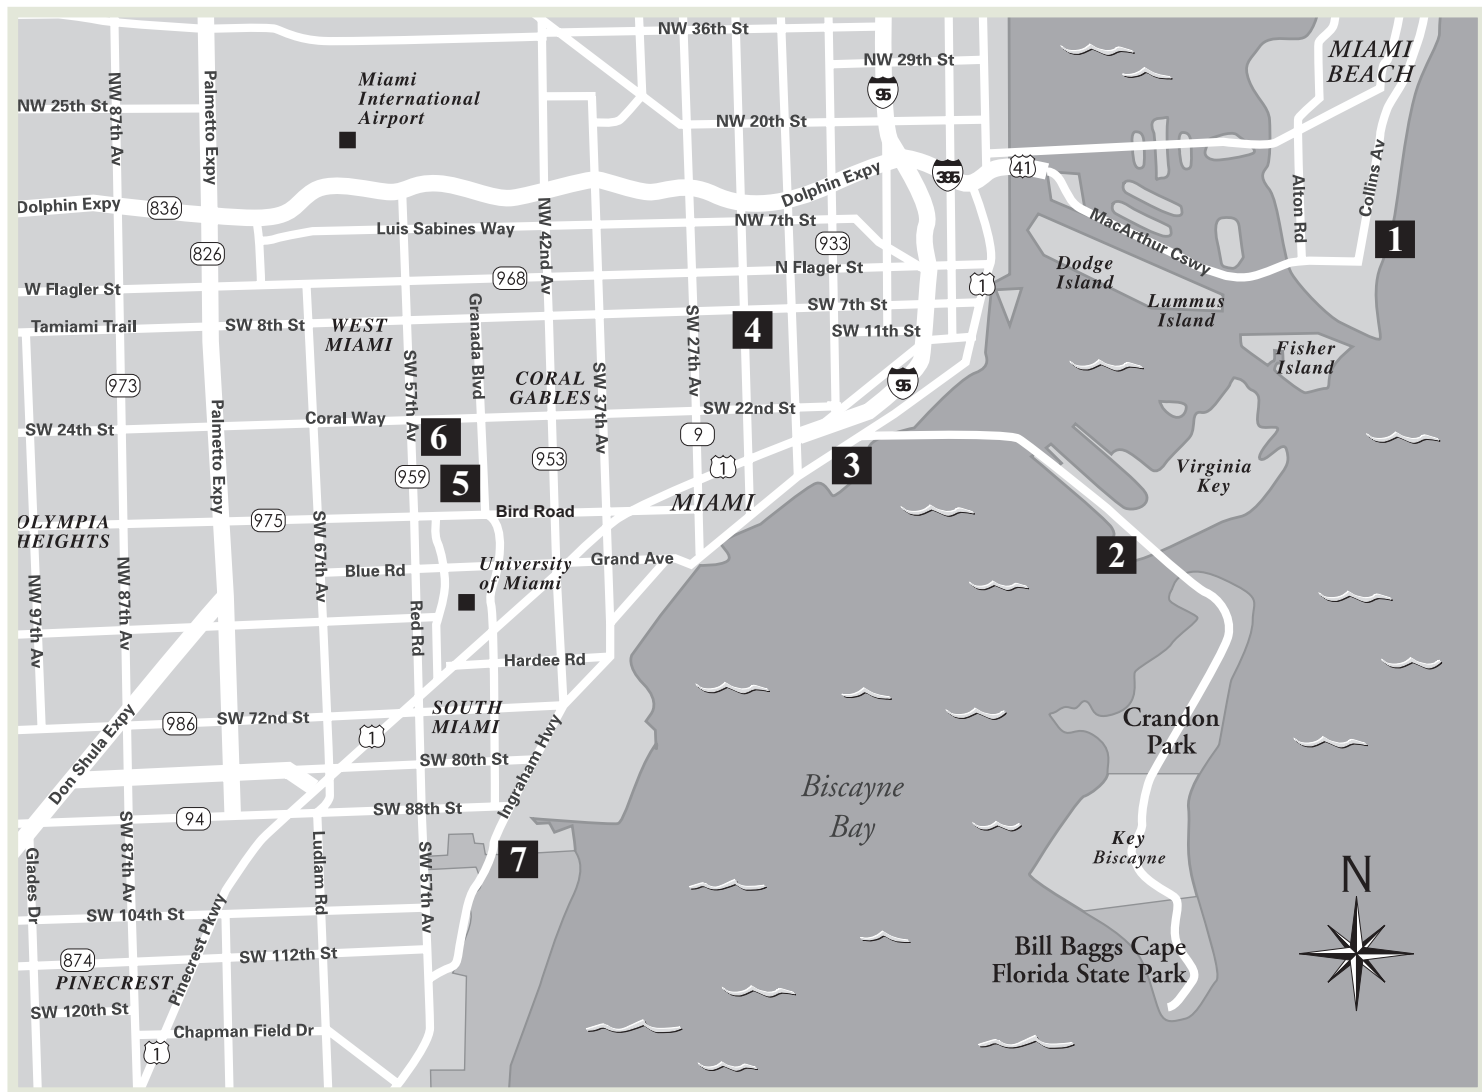 NW 36th St
MIAMI
BEACH
NW 29th St
Miami
International
Airport
95
NW 25th St
NW 87th Av
Palmetto Expy
NW 20th St
41
395
Dolphin Expy
Collins Av
Alton Rd
Dolphin Expy
836
NW 42nd Av
NW 7th St
MacArthur Cswy
Luis Sabines Way
933
1
826
N Flager St
Dodge
Island
968
W Flagler St
1
Lummus
Island
Granada Blvd
SW 7th St
Tamiami Trail
SW 8th St
WEST
MIAMI
SW 27th Av
4
SW 11th St
Fisher
Island
973
SW 57th Av
CORAL
GABLES
SW 37th Av
95
Palmetto Expy
Coral Way
SW 22nd St
SW 24th St
6
9
953
959
5
1
3
Virginia
Key
MIAMI
Bird Road
975
OLYMPIA
HEIGHTS
SW 67th Av
2
NW 97th Av
NW 87th Av
Blue Rd
University
of Miami
Grand Ave
Red Rd
Hardee Rd
986
SW 72nd St
SOUTH
MIAMI
1
Crandon
Park
Don Shula Expy
SW 80th St
Ingraham Hwy
Biscayne
Bay
94
SW 88th St
Key
Biscayne
Glades Dr
SW 87th Av
Ludlam Rd
SW 57th Av
7
N
SW 104th St
Pinecrest Pkwy
874
SW 112th St
Bill Baggs Cape
Florida State Park
PINECREST
SW 120th St
Chapman Field Dr
1